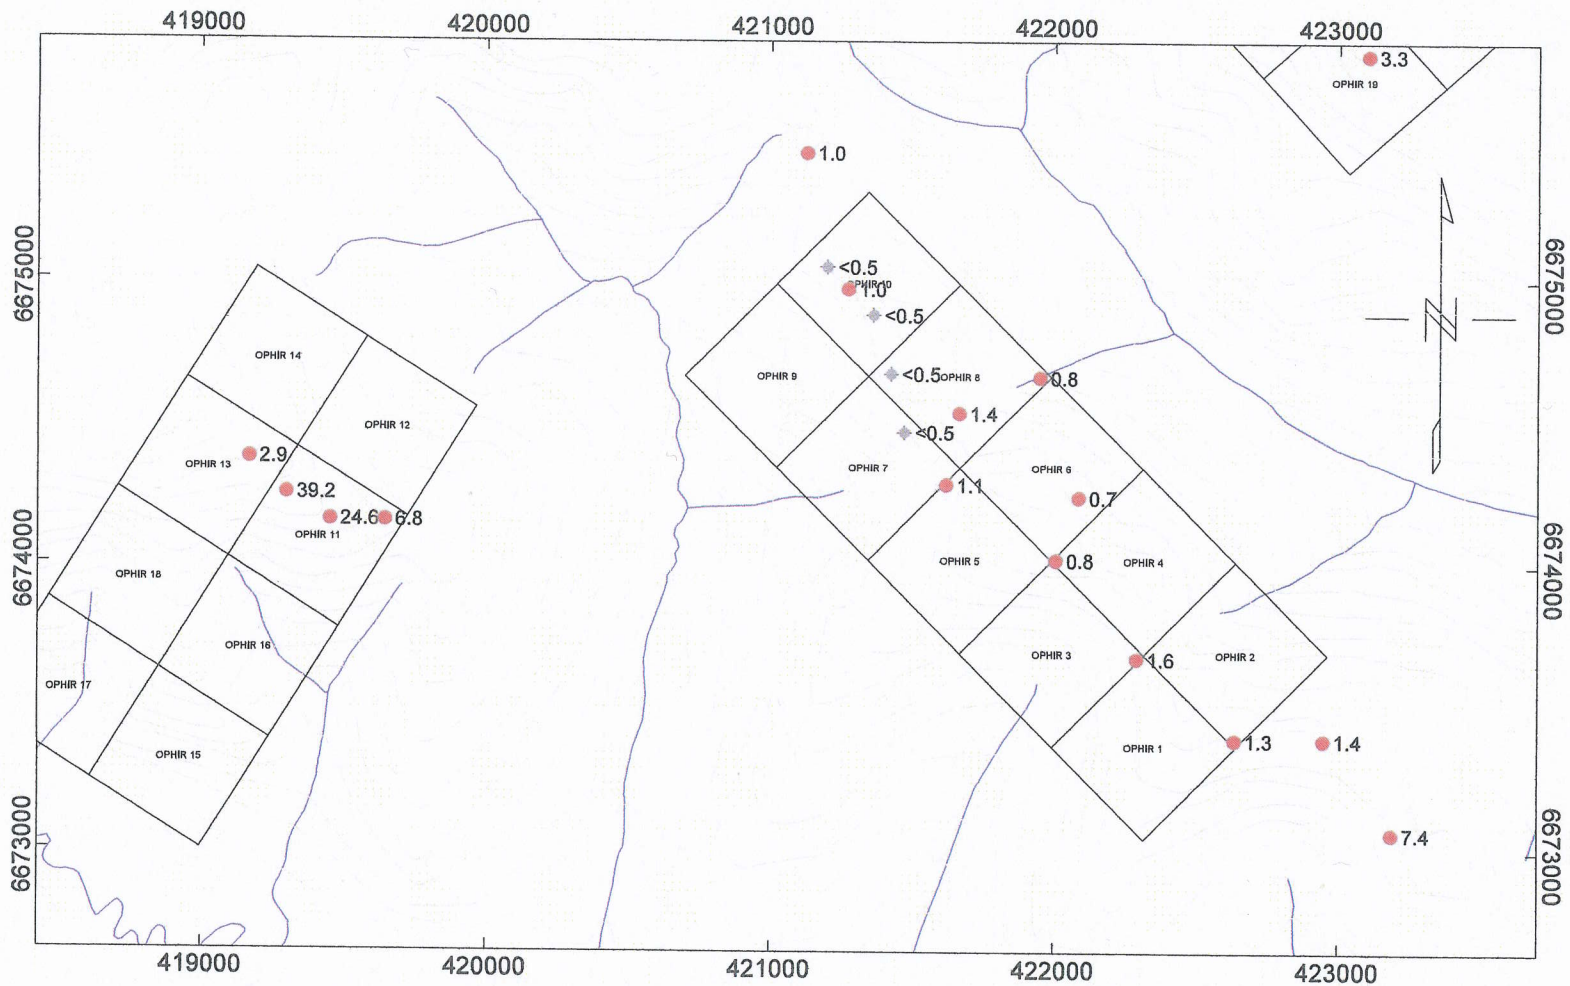 419000
420000
421000
422000
423000
3.3
OPHIR 19
1.0
6675000
6675000
<0.5
OPHIR 10
1.0
<0.5
OPHIR 14
OPHIR 9
<0.5
OPHIR 8
0.8
1.4
OPHIR 12
<0.5
2.9
OPHIR 13
OPHIR 7
OPHIR 6
39.2
1.1
0.7
24.6
6.8
OPHIR 11
6674000
6674000
OPHIR 18
OPHIR 5
0.8
OPHIR 4
OPHIR 16
OPHIR 3
1.6
OPHIR 2
OPHIR 17
OPHIR 15
OPHIR 1
1.3
1.4
7.4
6673000
6673000
N
419000
420000
421000
422000
423000